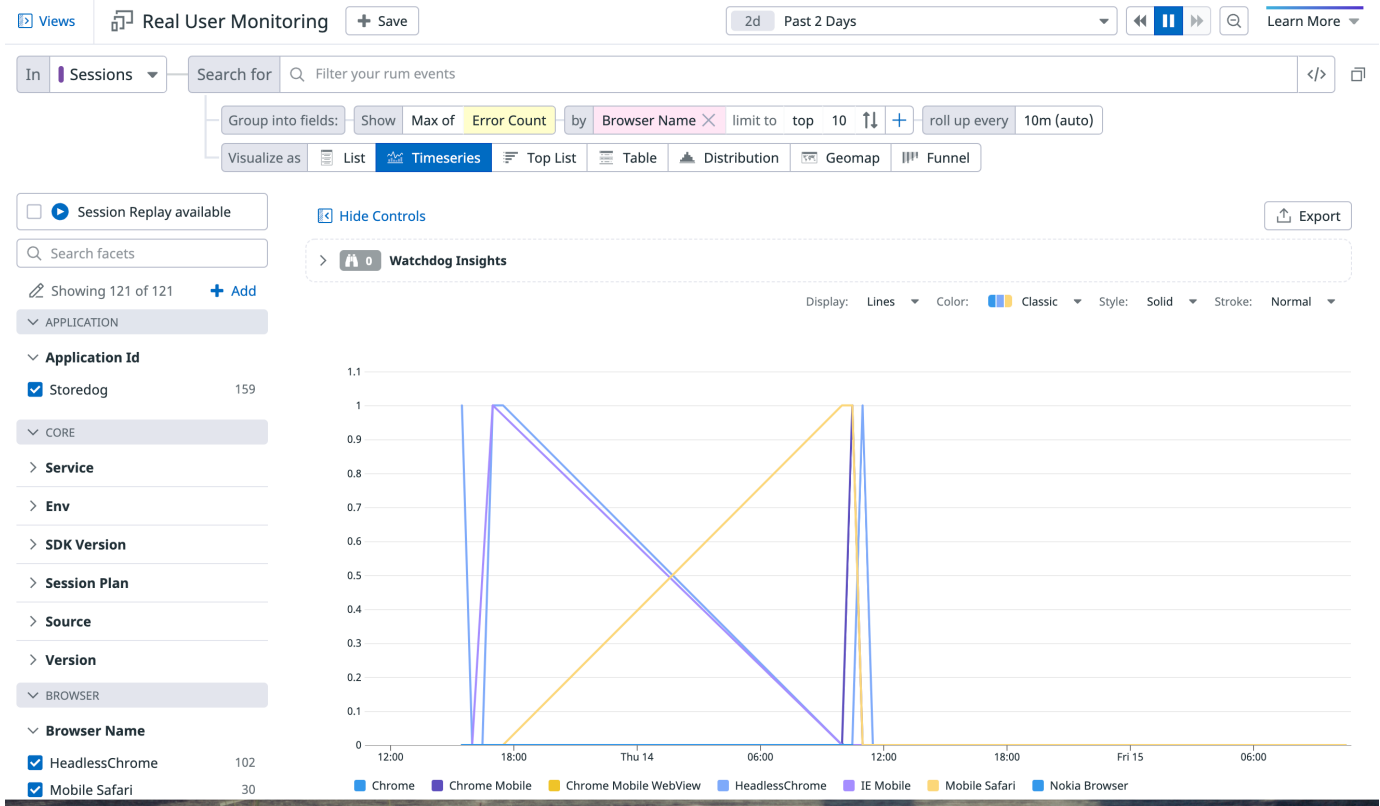 Views Real User Monitoring + Save 2d Past 2 Days Learn More
In Sessions Search for Filter your rum events </>
Group into fields: Show Max of Error Count by Browser Name limit to top 10 + roll up every 10m (auto)
Visualize as List Timeseries Top List Table Distribution Geomap Funnel
Session Replay available
Search facets
Showing 121 of 121 + Add
APPLICATION
Application Id
Storedog 159
CORE
Service
Env
SDK Version
Session Plan
Source
Version
BROWSER
Browser Name
HeadlessChrome 102
Mobile Safari 30
Hide Controls Export
0 Watchdog Insights
Display: Lines Color: Classic Style: Solid Stroke: Normal
1.1
1
0.9
0.8
0.7
0.6
0.5
0.4
0.3
0.2
0.1
0
12:00 18:00 Thu 14 06:00 12:00 18:00 Fri 15 06:00
Chrome Chrome Mobile Chrome Mobile WebView HeadlessChrome IE Mobile Mobile Safari Nokia Browser